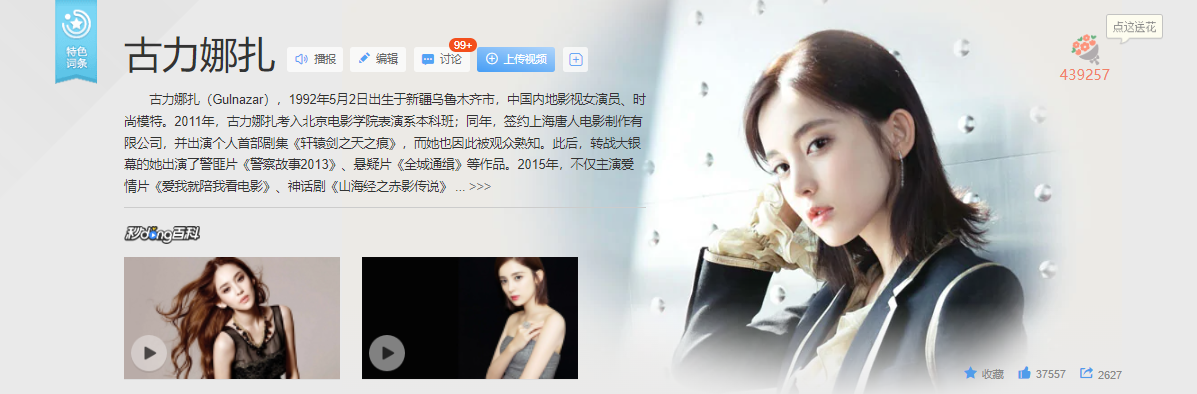 特色
词条
古力娜扎
播报
编辑
讨论
99+
上传视频
点这送花
439257
古力娜扎（Gulnazar），1992年5月2日出生于新疆乌鲁木齐市，中国内地影视女演员、时
尚模特。2011年，古力娜扎考入北京电影学院表演系本科班；同年，签约上海唐人电影制作有
限公司，并出演个人首部剧集《轩辕剑之天之痕》，而她也因此被观众熟知。此后，转战大银
幕的她出演了警匪片《警察故事2013》、悬疑片《全城通缉》等作品。2015年，不仅主演爱
情片《爱我就陪我看电影》、神话剧《山海经之赤影传说》 ... >>>
秒dǒng百科
收藏
37557
2627